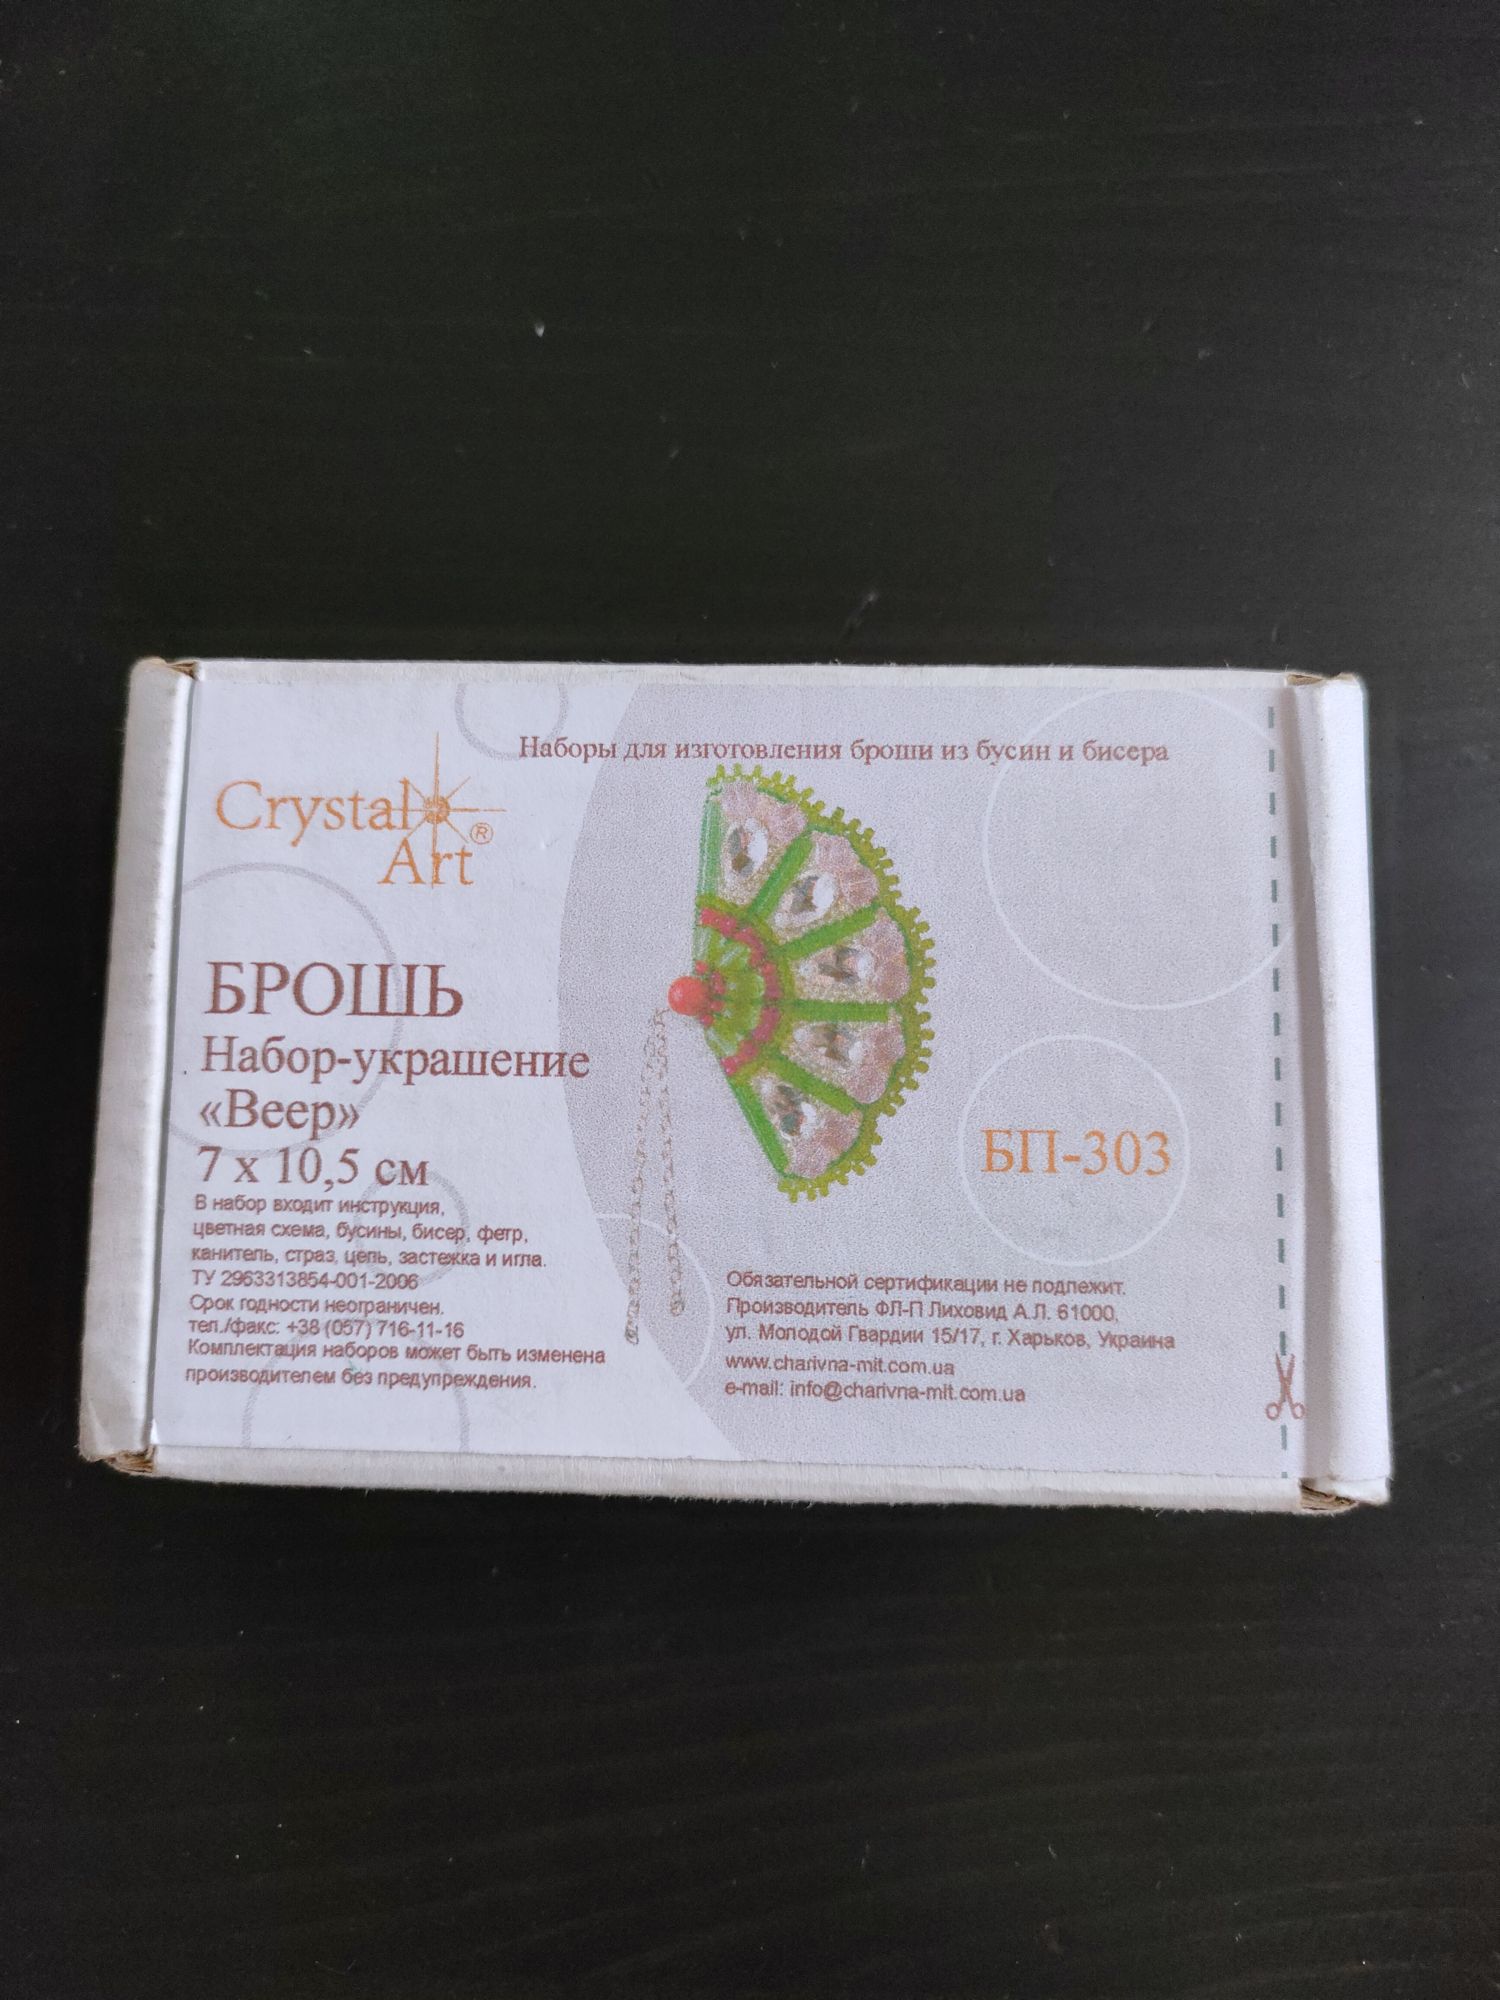 Наборы для изготовления броши из бусин и бисера
Crystal
Art ®
БРОШЬ
Набор-украшение
«Веер»
7 х 10,5 см
В набор входит инструкция,
цветная схема, бусины, бисер, фетр,
канитель, страз, цепь, застежка и игла.
ТУ 2963313854-001-2006
Срок годности неограничен.
тел./факс: +38 (057) 716-11-16
Комплектация наборов может быть изменена
производителем без предупреждения.
БП-303
Обязательной сертификации не подлежит.
Производитель ФЛ-П Лиховид А.Л. 61000,
ул. Молодой Гвардии 15/17, г. Харьков, Украина
www.charivna-mit.com.ua
e-mail: info@charivna-mit.com.ua